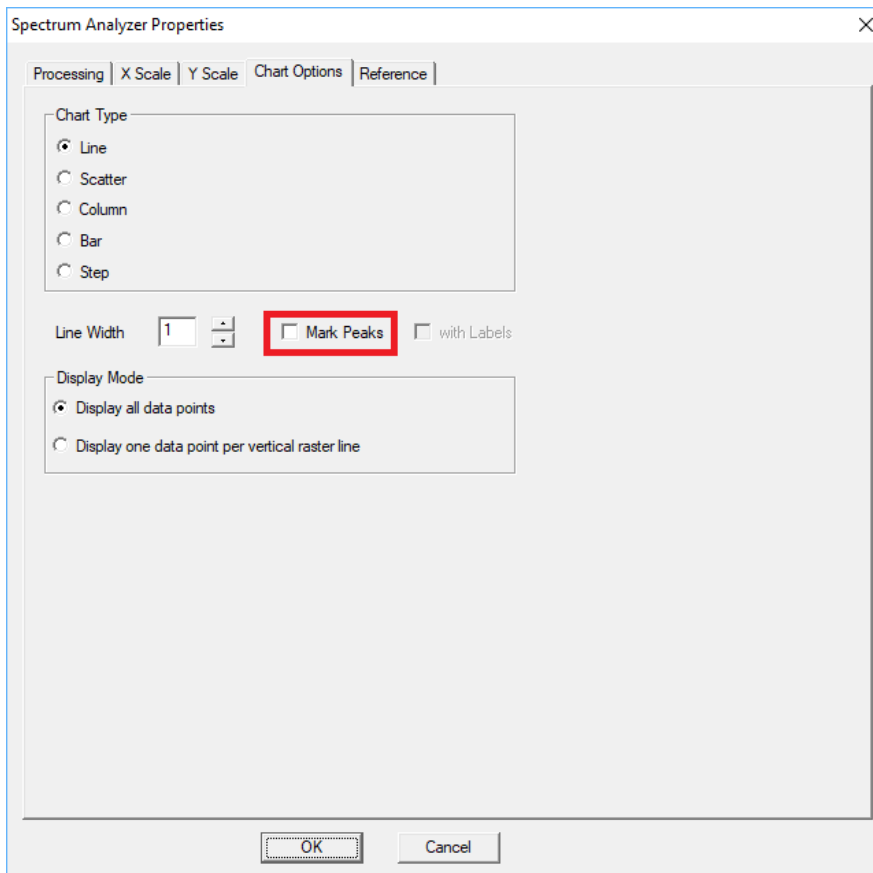 Spectrum Analyzer Properties
Processing X Scale Y Scale Chart Options Reference
Chart Type
Line
Scatter
Column
Bar
Step
Line Width 1 Mark Peaks with Labels
Display Mode
Display all data points
Display one data point per vertical raster line
OK Cancel